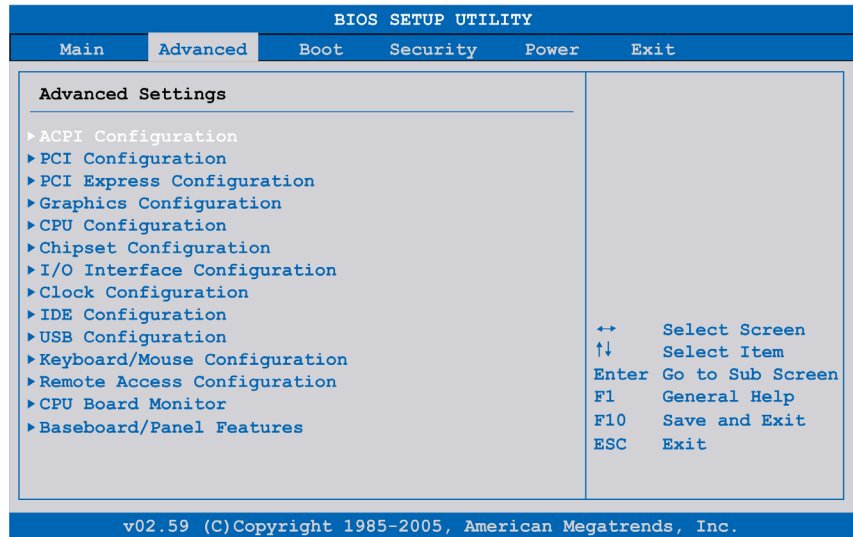 BIOS SETUP UTILITY
Main Advanced Boot Security Power Exit
Advanced Settings
ACPI Configuration
PCI Configuration
PCI Express Configuration
Graphics Configuration
CPU Configuration
Chipset Configuration
I/O Interface Configuration
Clock Configuration
IDE Configuration
USB Configuration
Keyboard/Mouse Configuration
Remote Access Configuration
CPU Board Monitor
Baseboard/Panel Features
↔ Select Screen
↑↓ Select Item
Enter Go to Sub Screen
F1 General Help
F10 Save and Exit
ESC Exit
v02.59 (C)Copyright 1985-2005, American Megatrends, Inc.